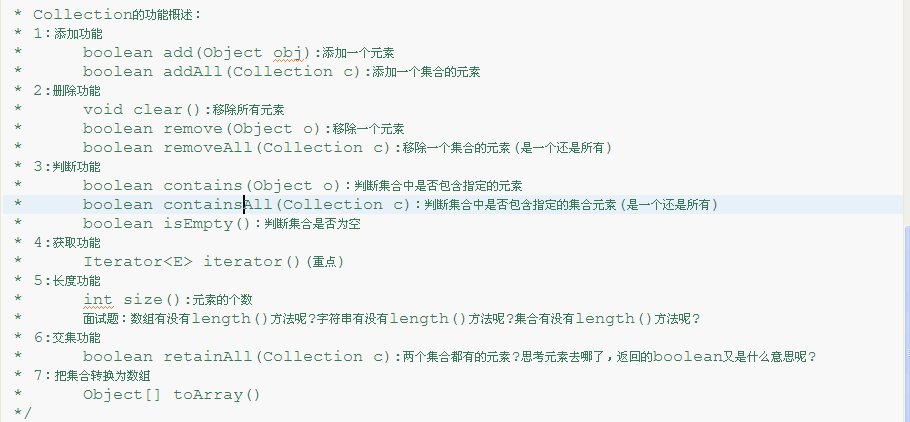 * Collection的功能概述:
* 1:添加功能
* boolean add(Object obj):添加一个元素
* boolean addAll(Collection c):添加一个集合的元素
* 2:删除功能
* void clear():移除所有元素
* boolean remove(Object o):移除一个元素
* boolean removeAll(Collection c):移除一个集合的元素(是一个还是所有)
* 3:判断功能
* boolean contains(Object o):判断集合中是否包含指定的元素
* boolean containsAll(Collection c):判断集合中是否包含指定的集合元素(是一个还是所有)
* boolean isEmpty():判断集合是否为空
* 4:获取功能
* Iterator<E> iterator()(重点)
* 5:长度功能
* int size():元素的个数
* 面试题:数组有没有length()方法呢?字符串有没有length()方法呢?集合有没有length()方法呢?
* 6:交集功能
* boolean retainAll(Collection c):两个集合都有的元素?思考元素去哪了,返回的boolean又是什么意思呢?
* 7:把集合转换为数组
* Object[] toArray()
*/